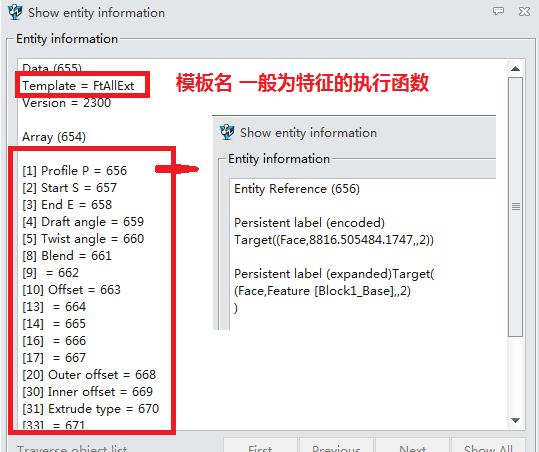 Show entity information
Entity information
Data (655)
Template = FtAllExt
模板名 一般为特征的执行函数
Version = 2300
Array (654)
[1] Profile P = 656
[2] Start S = 657
[3] End E = 658
[4] Draft angle = 659
[5] Twist angle = 660
[8] Blend = 661
[9]  = 662
[10] Offset = 663
[13]  = 664
[14]  = 665
[16]  = 666
[17]  = 667
[20] Outer offset = 668
[30] Inner offset = 669
[31] Extrude type = 670
[33]  = 671
Show entity information
Entity information
Entity Reference (656)
Persistent label (encoded)
Target((Face,8816.505484.1747,,2))
Persistent label (expanded)Target(
(Face,Feature [Block1_Base],,2)
)
Traverse object list
First
Previous
Next
Show All